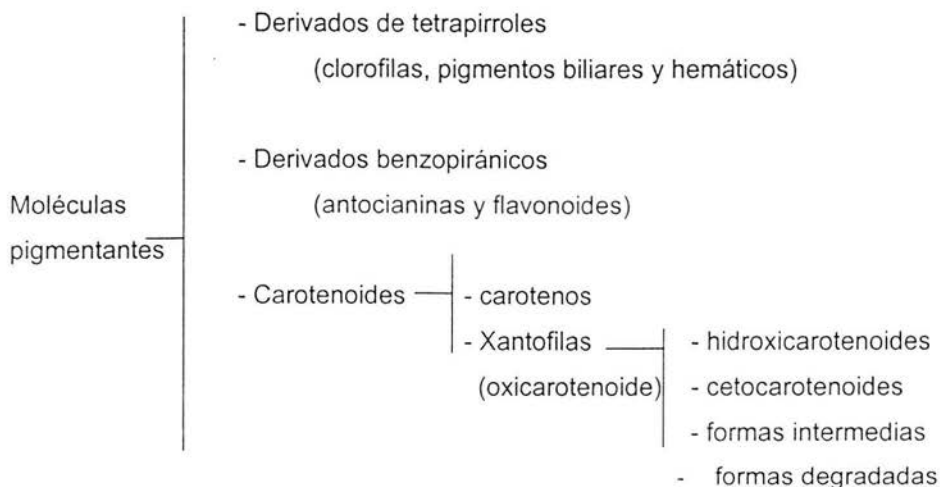 - Derivados de tetrapirroles
(clorofilas, pigmentos biliares y hemáticos)
- Derivados benzopiránicos
Moléculas
(antocianinas y flavonoides)
pigmentantes
- Carotenoides
- carotenos
- Xantofilas
- hidroxicarotenoides
(oxicarotenoide)
- cetocarotenoides
- formas intermedias
- formas degradadas